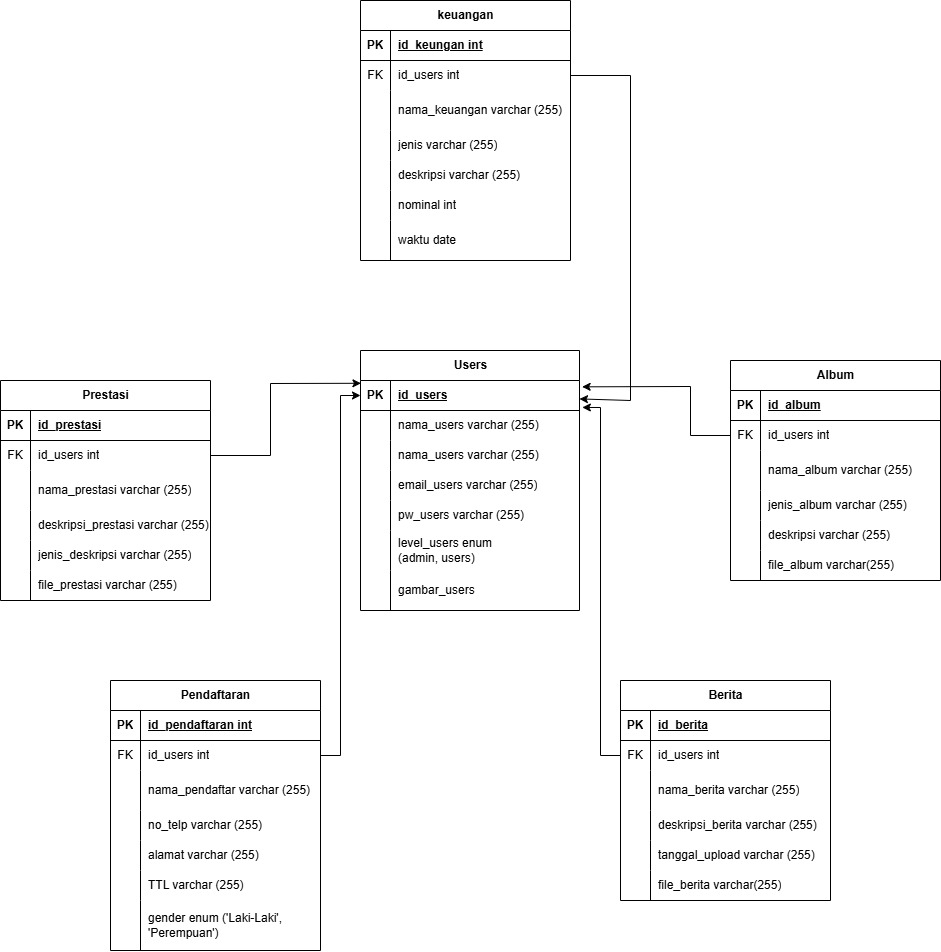 keuangan
PK id_keungan int
FK id_users int
nama_keuangan varchar (255)
jenis varchar (255)
deskripsi varchar (255)
nominal int
waktu date
Users
PK id_users
nama_users varchar (255)
nama_users varchar (255)
email_users varchar (255)
pw_users varchar (255)
level_users enum
(admin, users)
gambar_users
Prestasi
PK id_prestasi
FK id_users int
nama_prestasi varchar (255)
deskripsi_prestasi varchar (255)
jenis_deskripsi varchar (255)
file_prestasi varchar (255)
Album
PK id_album
FK id_users int
nama_album varchar (255)
jenis_album varchar (255)
deskripsi varchar (255)
file_album varchar(255)
Pendaftaran
PK id_pendaftaran int
FK id_users int
nama_pendaftar varchar (255)
no_telp varchar (255)
alamat varchar (255)
TTL varchar (255)
gender enum ('Laki-Laki',
'Perempuan')
Berita
PK id_berita
FK id_users int
nama_berita varchar (255)
deskripsi_berita varchar (255)
tanggal_upload varchar (255)
file_berita varchar(255)